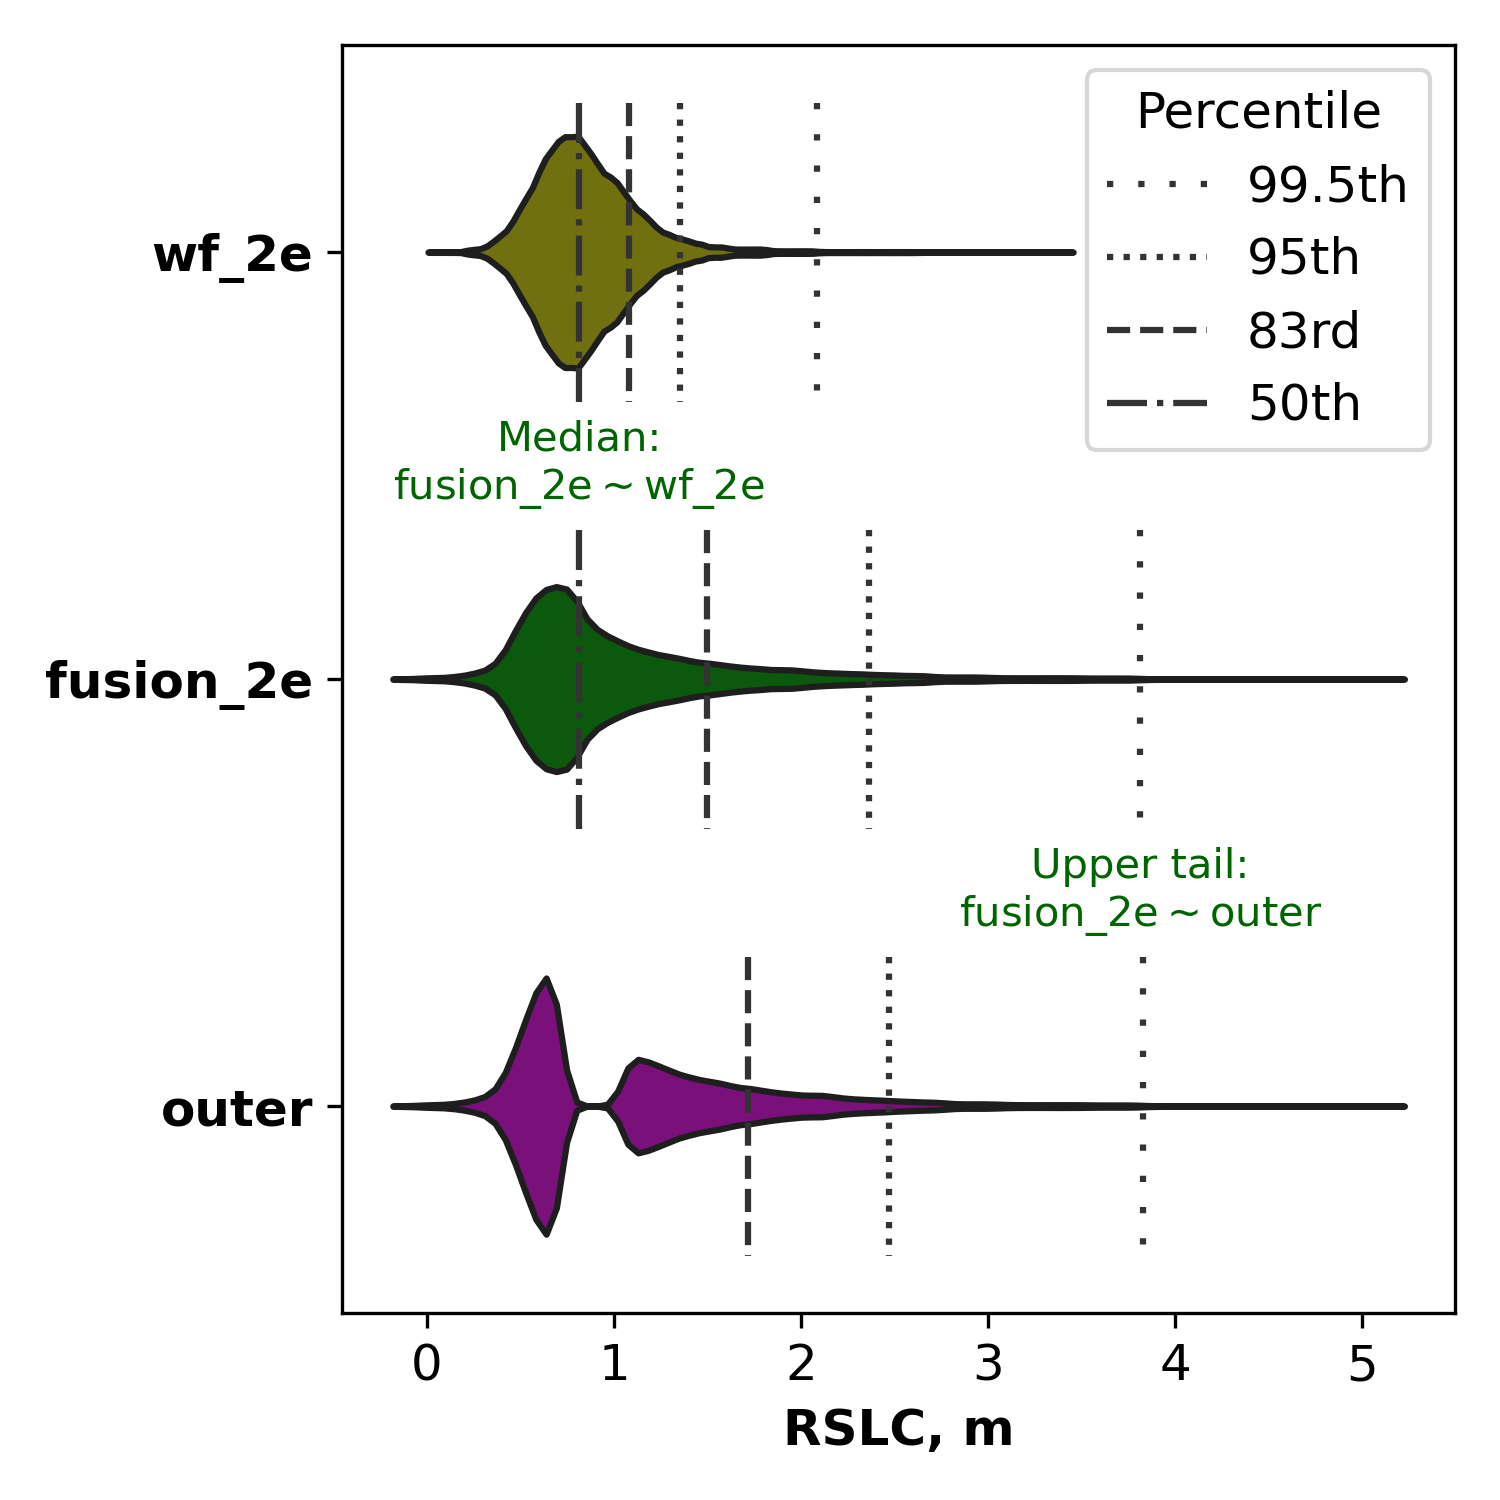 Percentile
99.5th
95th
83rd
50th
wf_2e
Median:
fusion_2e ~ wf_2e
fusion_2e
Upper tail:
fusion_2e ~ outer
outer
0 1 2 3 4 5
RSLC, m